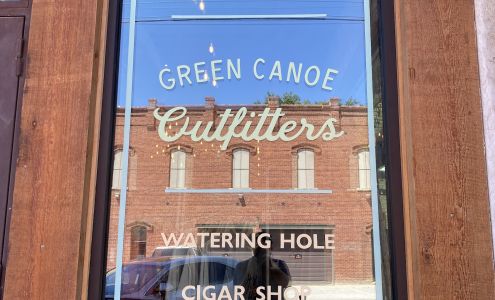 GREEN CANOE
Outfitters
WATERING HOLE
CIGAR SHOP